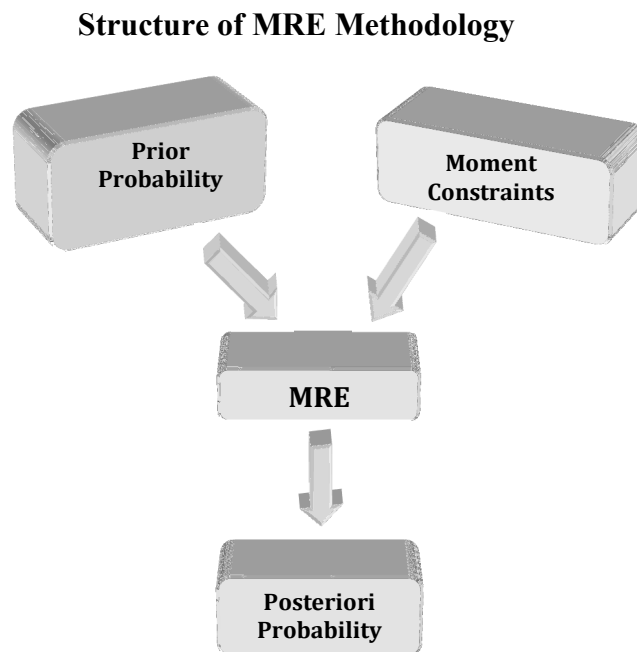 Structure of MRE Methodology
Prior
Probability
Moment
Constraints
MRE
Posteriori
Probability